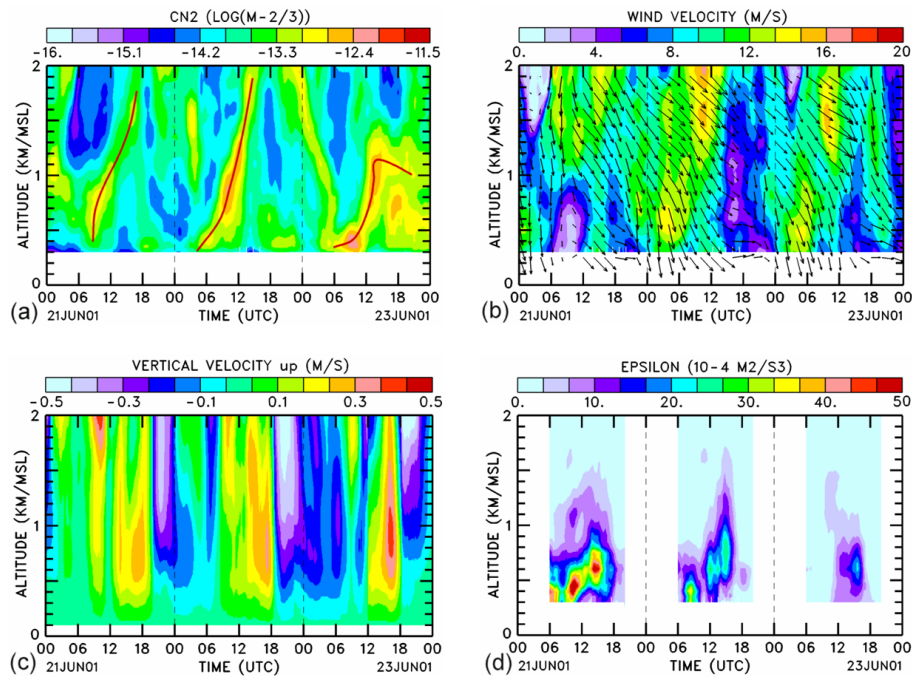 CN2 (LOG(M-2/3))
-16. -15.1 -14.2 -13.3 -12.4 -11.5
2
1
0
ALTITUDE (KM/MSL)
00 06 12 18 00 06 12 18 00 06 12 18 00
(a) 21JUN01 TIME (UTC) 23JUN01
WIND VELOCITY (M/S)
0. 4. 8. 12. 16. 20
2
1
0
ALTITUDE (KM/MSL)
00 06 12 18 00 06 12 18 00 06 12 18 00
(b) 21JUN01 TIME (UTC) 23JUN01
VERTICAL VELOCITY up (M/S)
-0.5 -0.3 -0.1 0.1 0.3 0.5
2
1
0
ALTITUDE (KM/MSL)
00 06 12 18 00 06 12 18 00 06 12 18 00
(c) 21JUN01 TIME (UTC) 23JUN01
EPSILON (10-4 M2/S3)
0. 10. 20. 30. 40. 50
2
1
0
ALTITUDE (KM/MSL)
00 06 12 18 00 06 12 18 00 06 12 18 00
(d) 21JUN01 TIME (UTC) 23JUN01